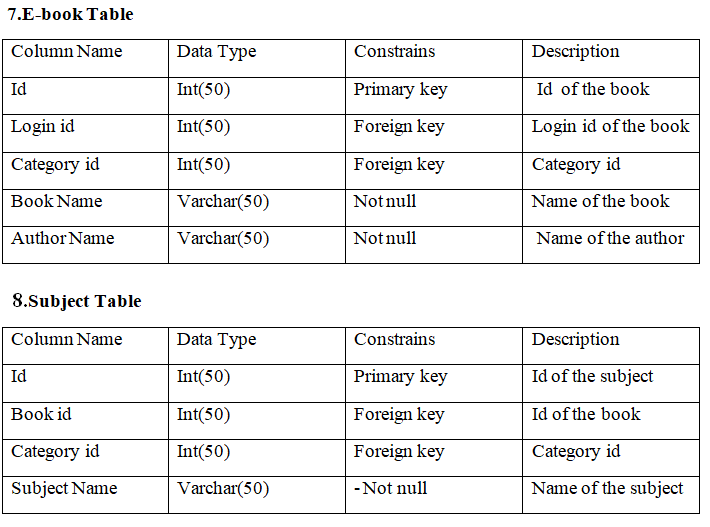 7.E-book Table
Column Name Data Type Constrains Description
Id Int(50) Primary key Id of the book
Login id Int(50) Foreign key Login id of the book
Category id Int(50) Foreign key Category id
Book Name Varchar(50) Not null Name of the book
Author Name Varchar(50) Not null Name of the author
8.Subject Table
Column Name Data Type Constrains Description
Id Int(50) Primary key Id of the subject
Book id Int(50) Foreign key Id of the book
Category id Int(50) Foreign key Category id
Subject Name Varchar(50) - Not null Name of the subject